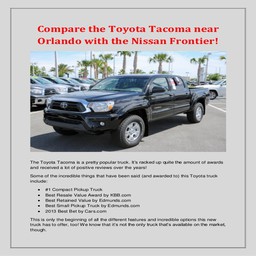 Compare the Toyota Tacoma near
Orlando with the Nissan Frontier!
The Toyota Tacoma is a pretty popular truck. It's racked up quite the amount of awards
and received a lot of positive reviews over the years!
Some of the incredible things that have been said (and awarded to) this Toyota truck
include:
• #1 Compact Pickup Truck
• Best Resale Value Award by KBB.com
• Best Retained Value by Edmunds.com
• Best Small Pickup Truck by Edmunds.com
• 2015 Best Bet by Cars.com
This is only the beginning of all the different features and incredible options this new
truck has to offer, too! We know that it's not the only truck that's available on the market,
though.